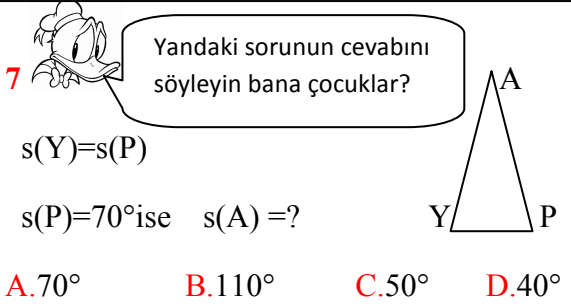 7
Yandaki sorunun cevabını
söyleyin bana çocuklar?
A
s(Y)=s(P)
s(P)=70°ise s(A) =?
Y P
A.70° B.110° C.50° D.40°